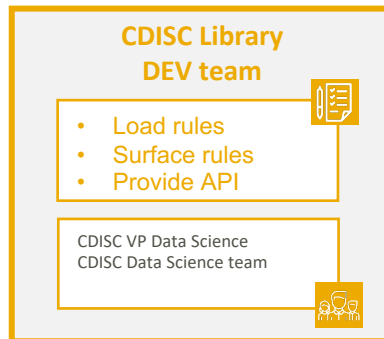 CDISC Library
DEV team
• Load rules
• Surface rules
• Provide API
CDISC VP Data Science
CDISC Data Science team